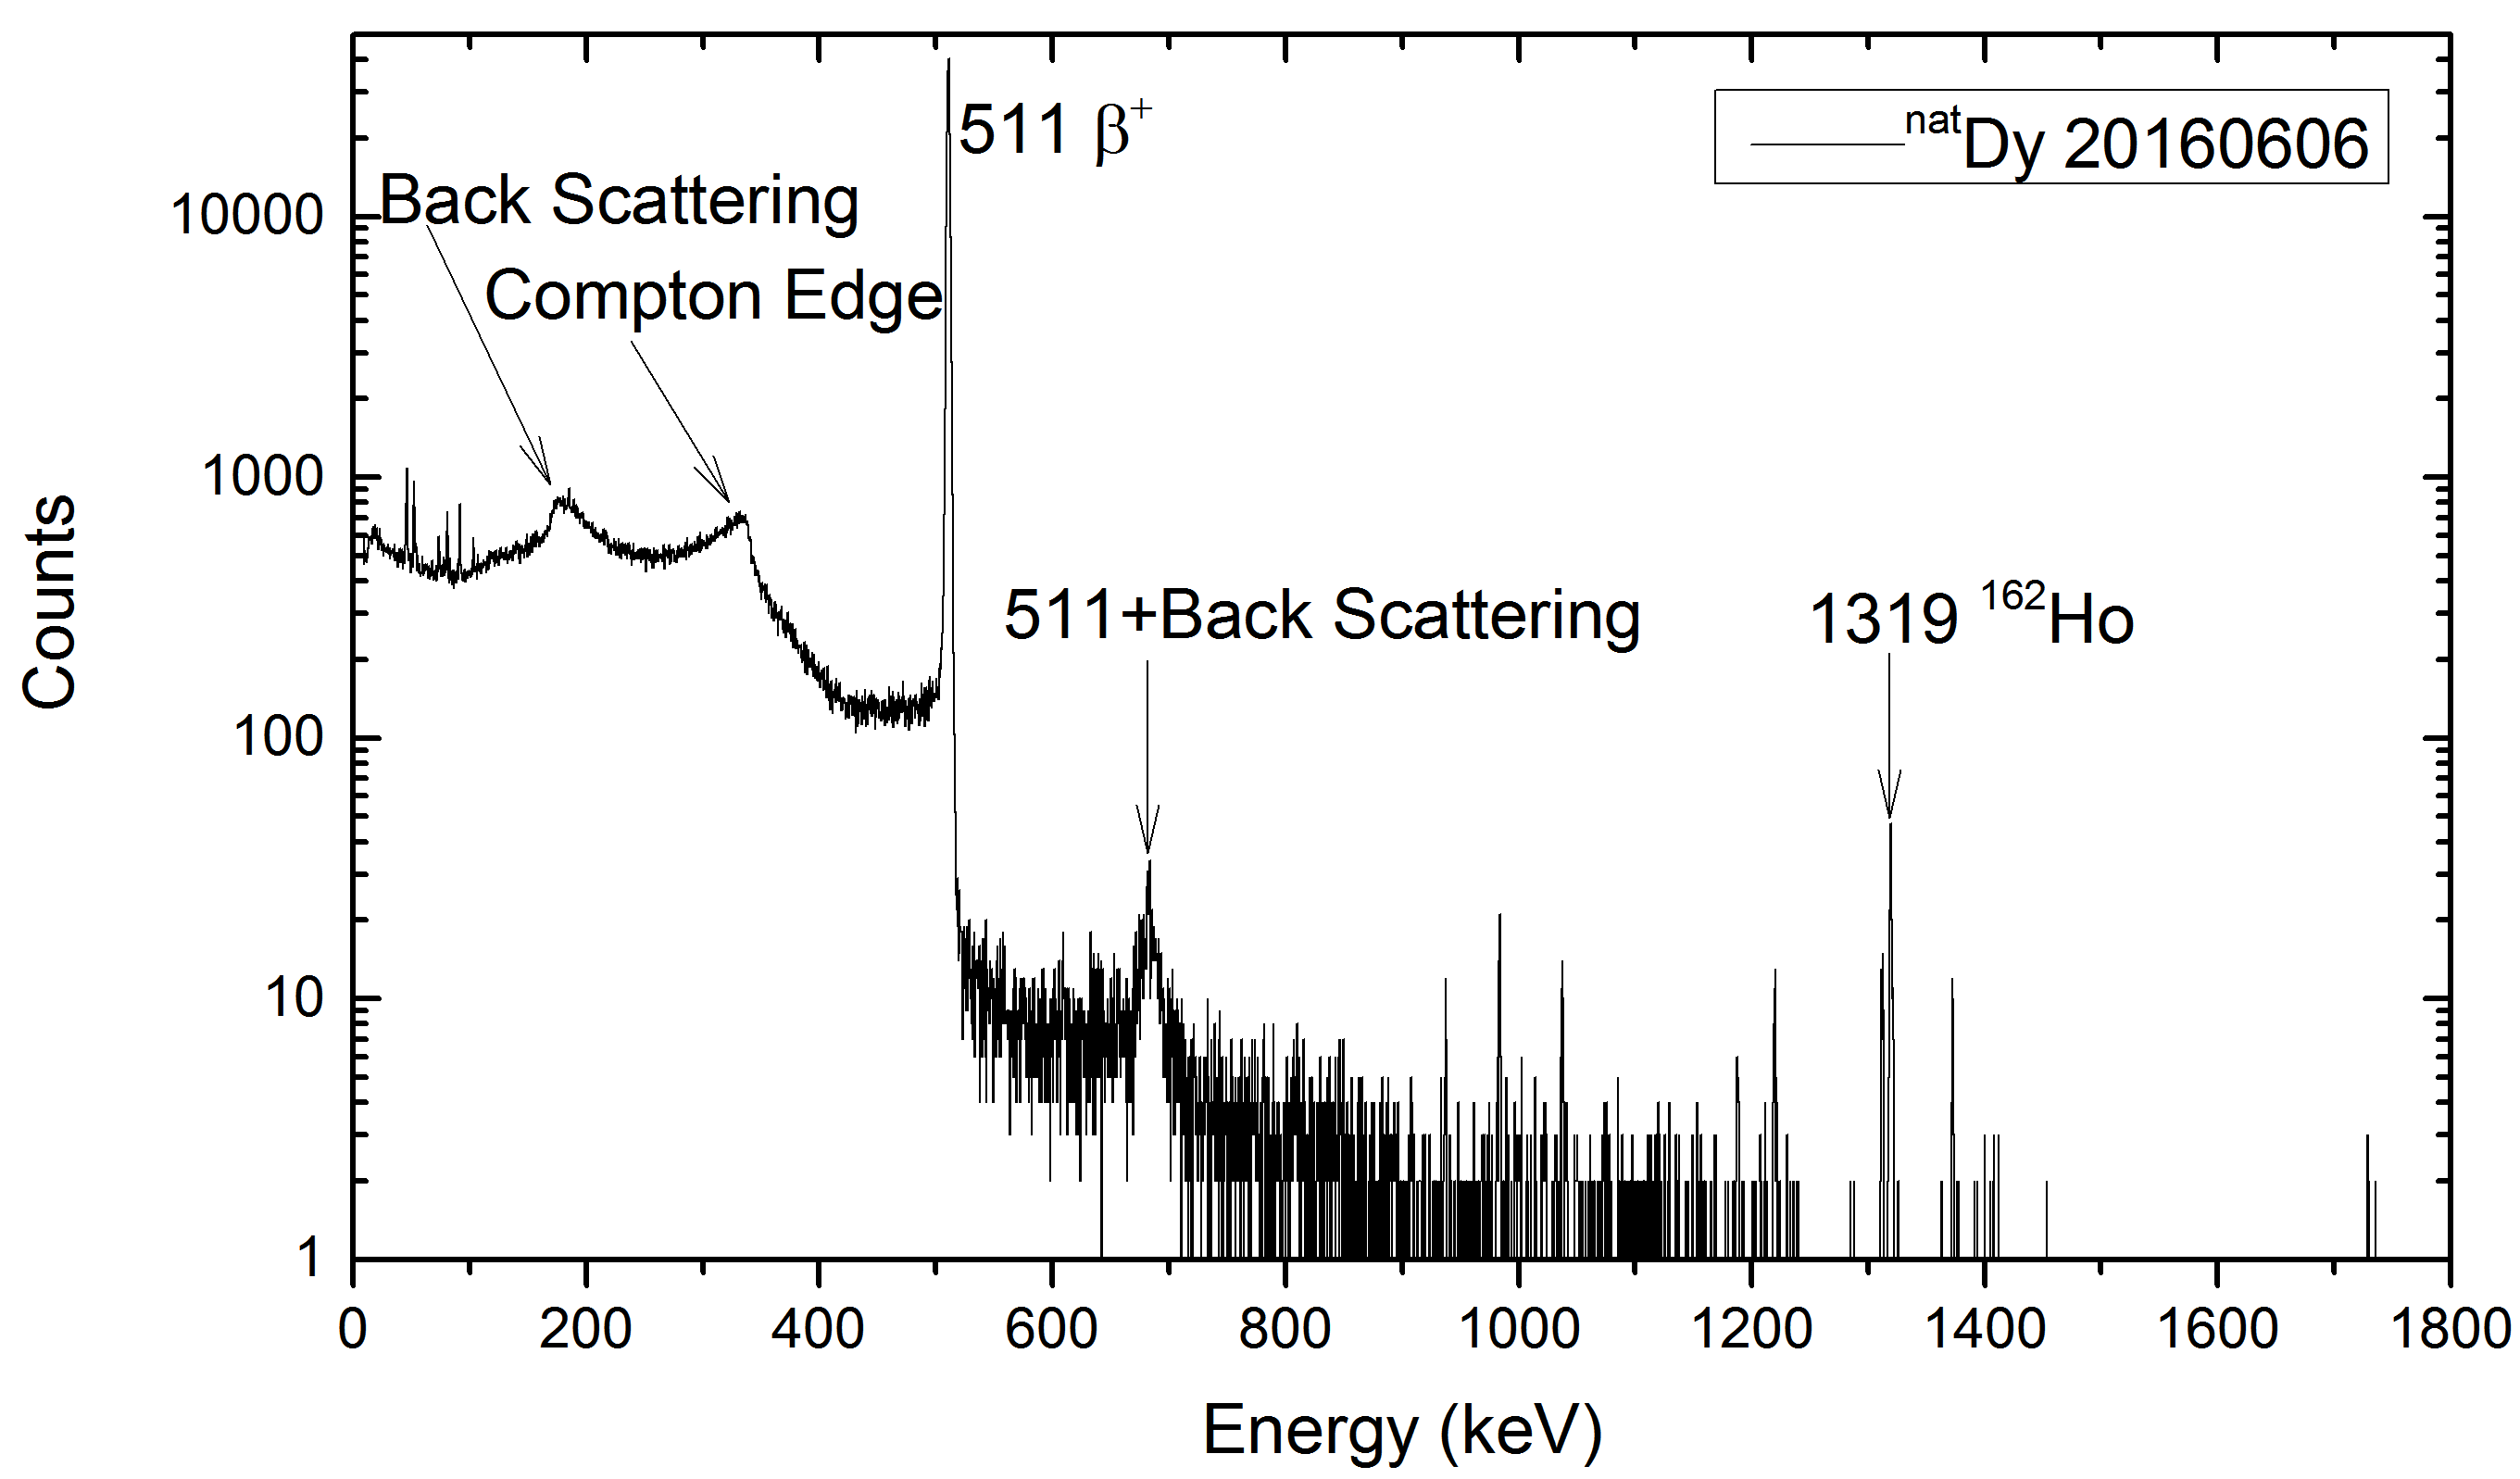 511 β⁺
ⁿᵃᵗDy 20160606
Back Scattering
Compton Edge
511+Back Scattering
1319 ¹⁶²Ho
Counts
10000
1000
100
10
1
0 200 400 600 800 1000 1200 1400 1600 1800
Energy (keV)